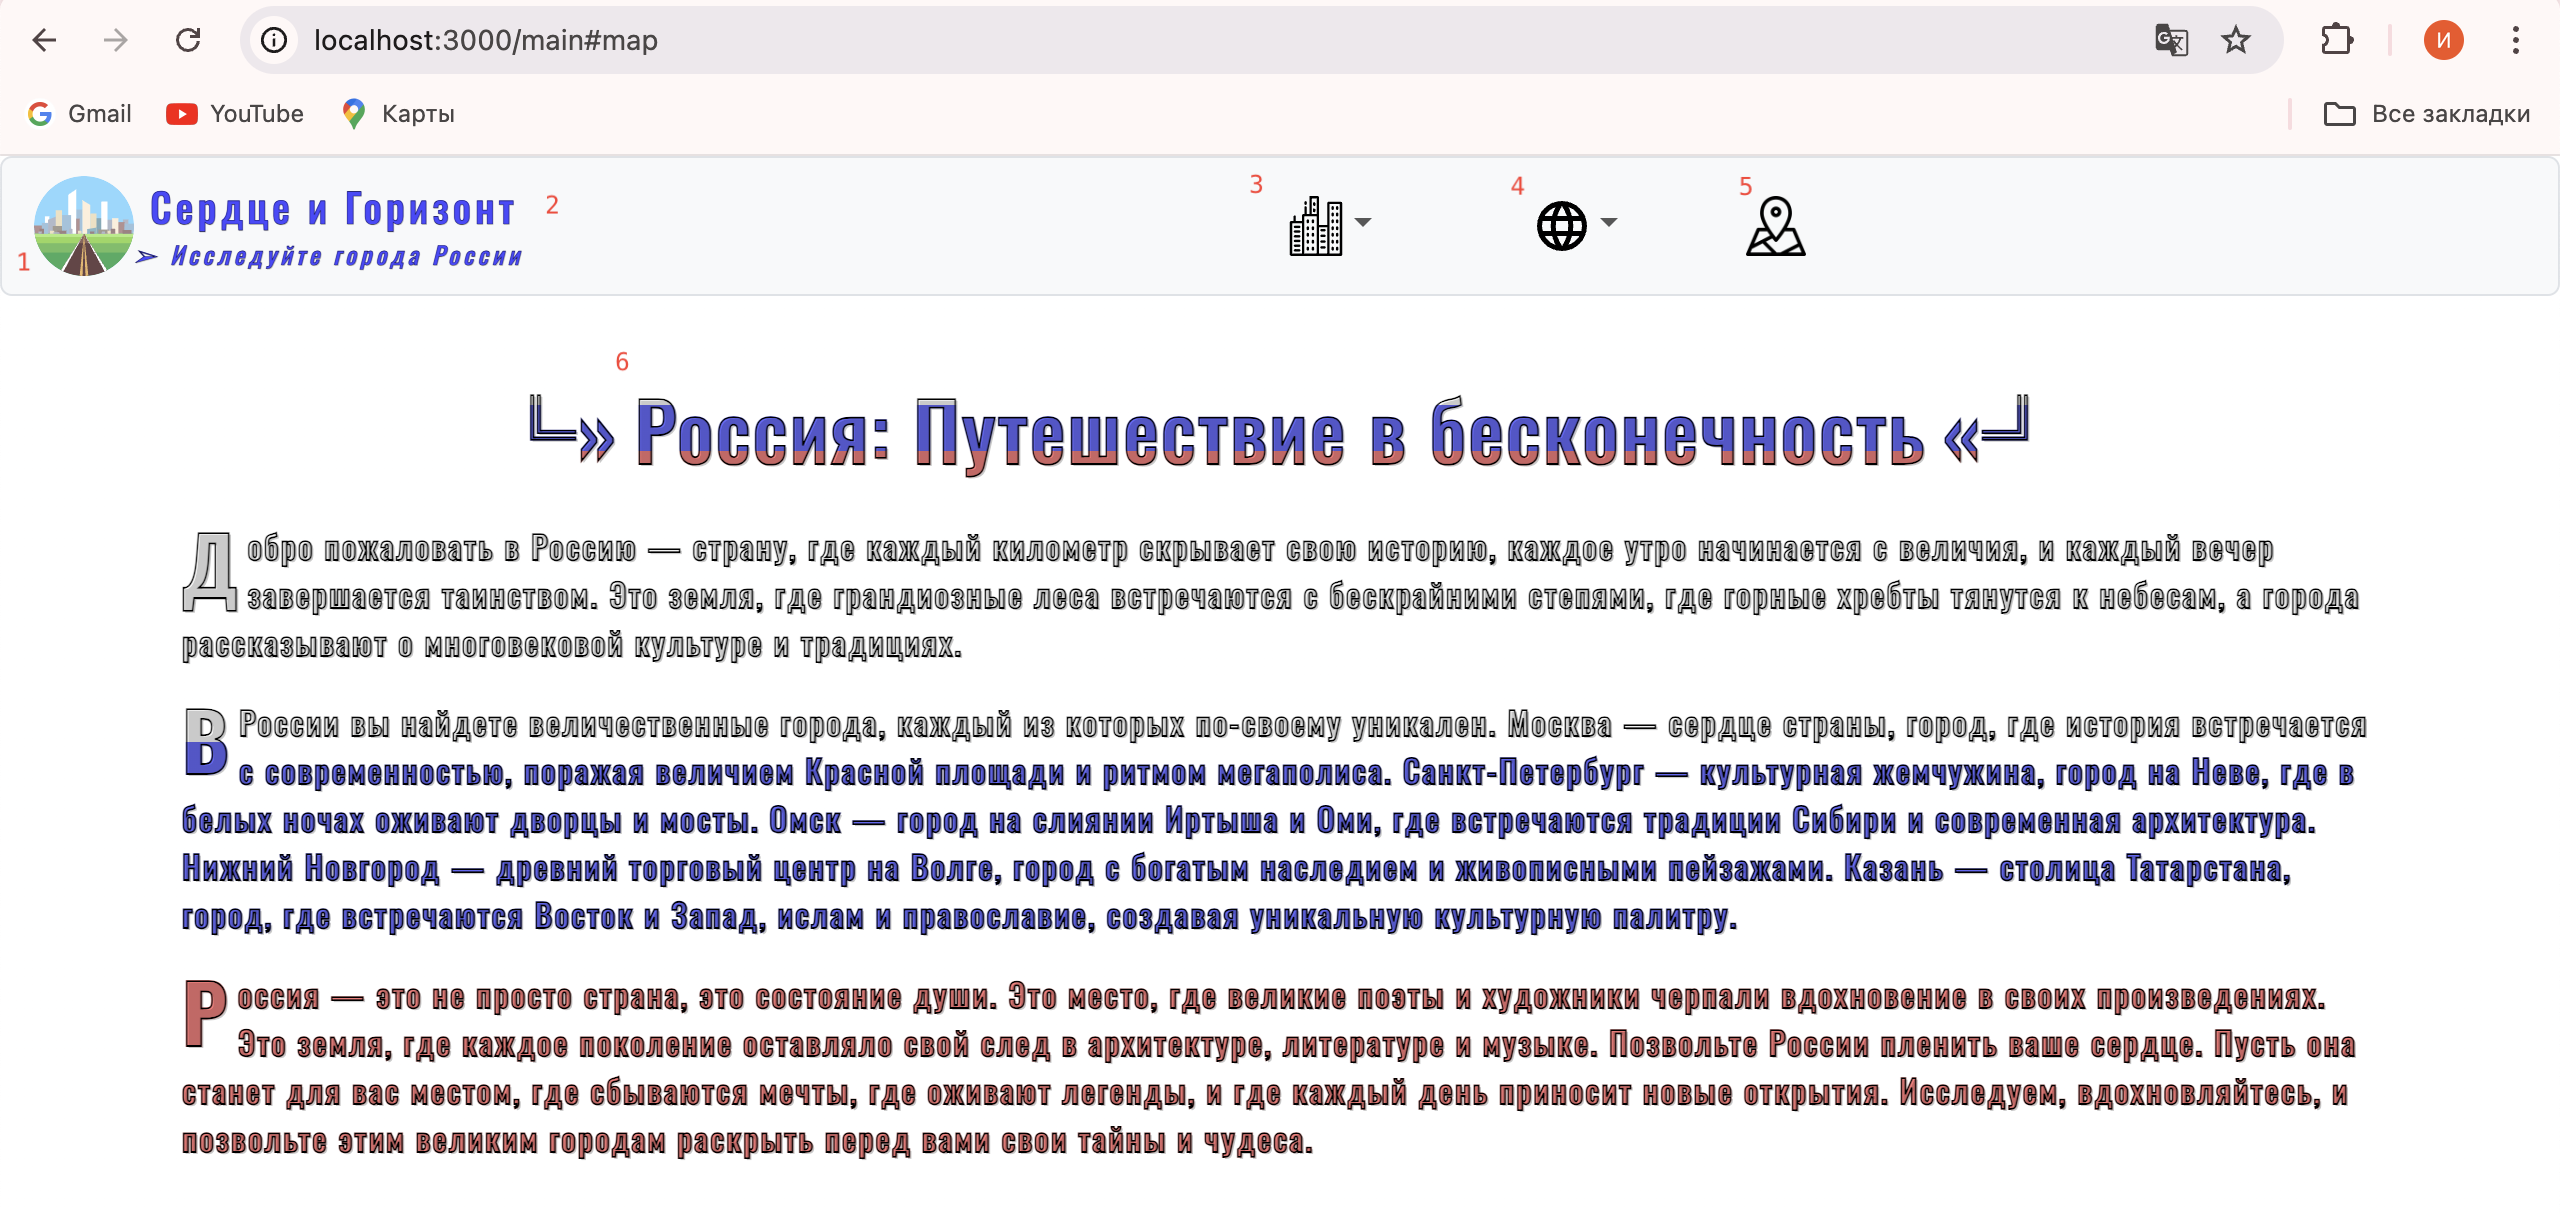 localhost:3000/main#map
И
Gmail
YouTube
Карты
Все закладки
3
4
5
Сердце и Горизонт
2
➢ Исследуйте города России
1
6
╚═» Россия: Путешествие в бесконечность «═╝
Добро пожаловать в Россию — страну, где каждый километр скрывает свою историю, каждое утро начинается с величия, и каждый вечер
завершается таинством. Это земля, где грандиозные леса встречаются с бескрайними степями, где горные хребты тянутся к небесам, а города
рассказывают о многовековой культуре и традициях.
В России вы найдете величественные города, каждый из которых по-своему уникален. Москва — сердце страны, город, где история встречается
с современностью, поражая величием Красной площади и ритмом мегаполиса. Санкт-Петербург — культурная жемчужина, город на Неве, где в
белых ночах оживают дворцы и мосты. Омск — город на слиянии Иртыша и Оми, где встречаются традиции Сибири и современная архитектура.
Нижний Новгород — древний торговый центр на Волге, город с богатым наследием и живописными пейзажами. Казань — столица Татарстана,
город, где встречаются Восток и Запад, ислам и православие, создавая уникальную культурную палитру.
Россия — это не просто страна, это состояние души. Это место, где великие поэты и художники черпали вдохновение в своих произведениях.
Это земля, где каждое поколение оставляло свой след в архитектуре, литературе и музыке. Позвольте России пленить ваше сердце. Пусть она
станет для вас местом, где сбываются мечты, где оживают легенды, и где каждый день приносит новые открытия. Исследуем, вдохновляйтесь, и
позвольте этим великим городам раскрыть перед вами свои тайны и чудеса.